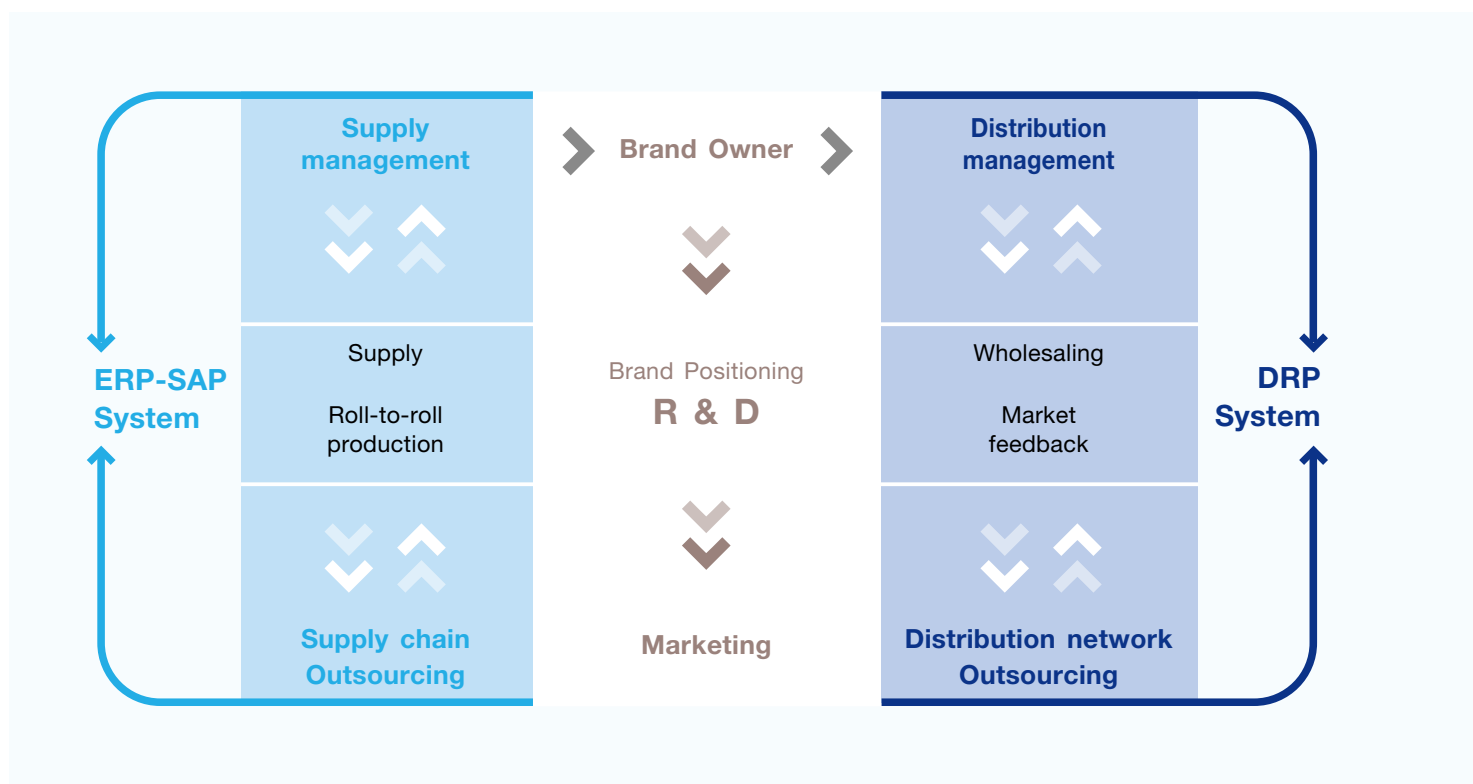 Supply
management
Brand Owner
Distribution
management
ERP-SAP
System
Supply
Roll-to-roll
production
Brand Positioning
R & D
Wholesaling
Market
feedback
DRP
System
Supply chain
Outsourcing
Marketing
Distribution network
Outsourcing